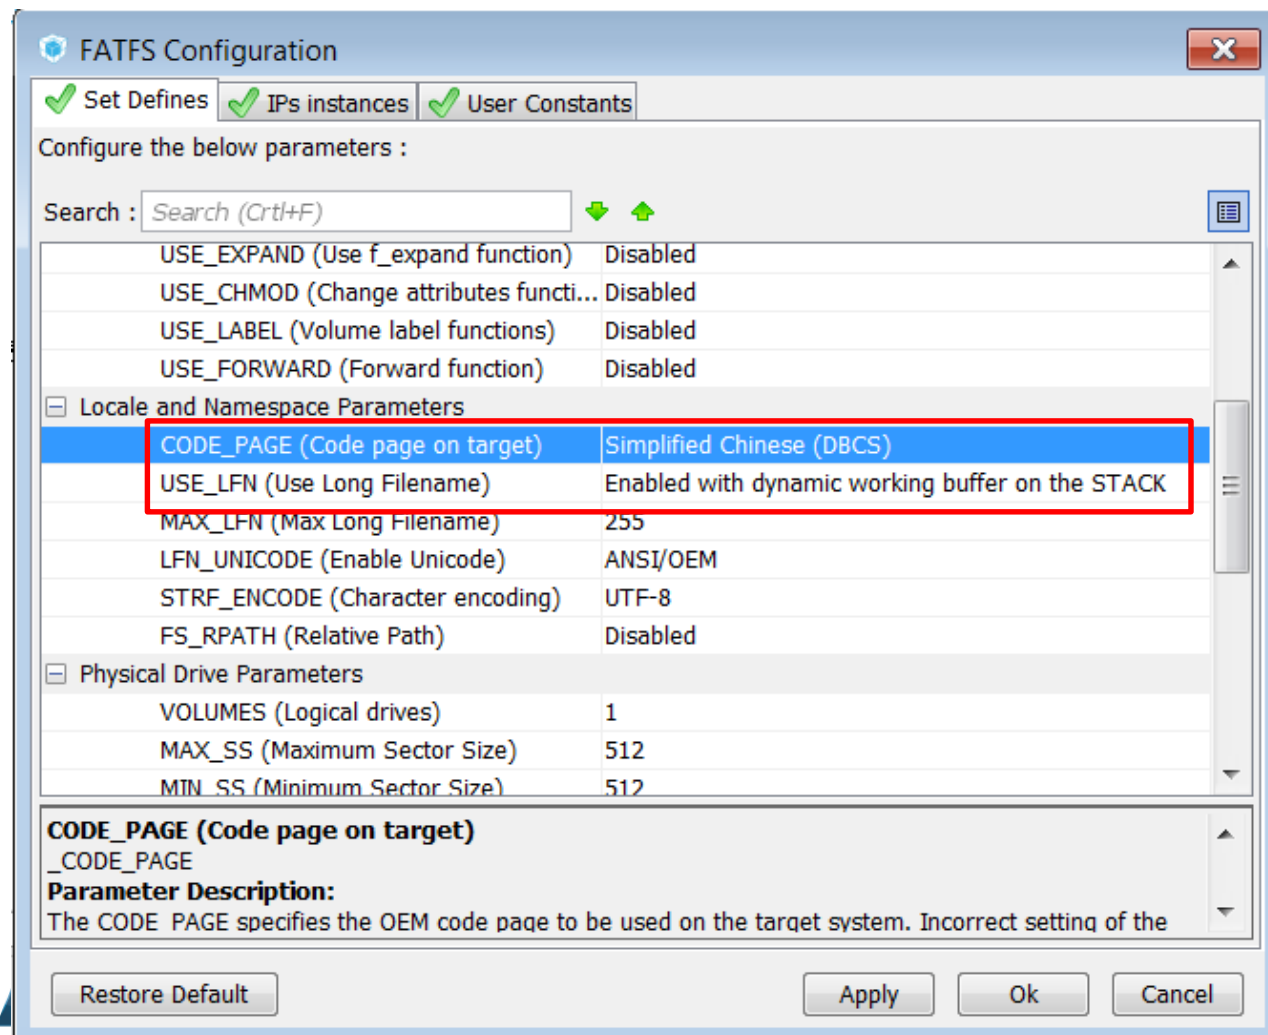 FATFS Configuration
Set Defines IPs instances User Constants
Configure the below parameters :
Search : Search (Crtl+F)
USE_EXPAND (Use f_expand function) Disabled
USE_CHMOD (Change attributes functi... Disabled
USE_LABEL (Volume label functions) Disabled
USE_FORWARD (Forward function) Disabled
Locale and Namespace Parameters
CODE_PAGE (Code page on target) Simplified Chinese (DBCS)
USE_LFN (Use Long Filename) Enabled with dynamic working buffer on the STACK
MAX_LFN (Max Long Filename) 255
LFN_UNICODE (Enable Unicode) ANSI/OEM
STRF_ENCODE (Character encoding) UTF-8
FS_RPATH (Relative Path) Disabled
Physical Drive Parameters
VOLUMES (Logical drives) 1
MAX_SS (Maximum Sector Size) 512
MIN_SS (Minimum Sector Size) 512
CODE_PAGE (Code page on target)
_CODE_PAGE
Parameter Description:
The CODE_PAGE specifies the OEM code page to be used on the target system. Incorrect setting of the
Restore Default Apply Ok Cancel